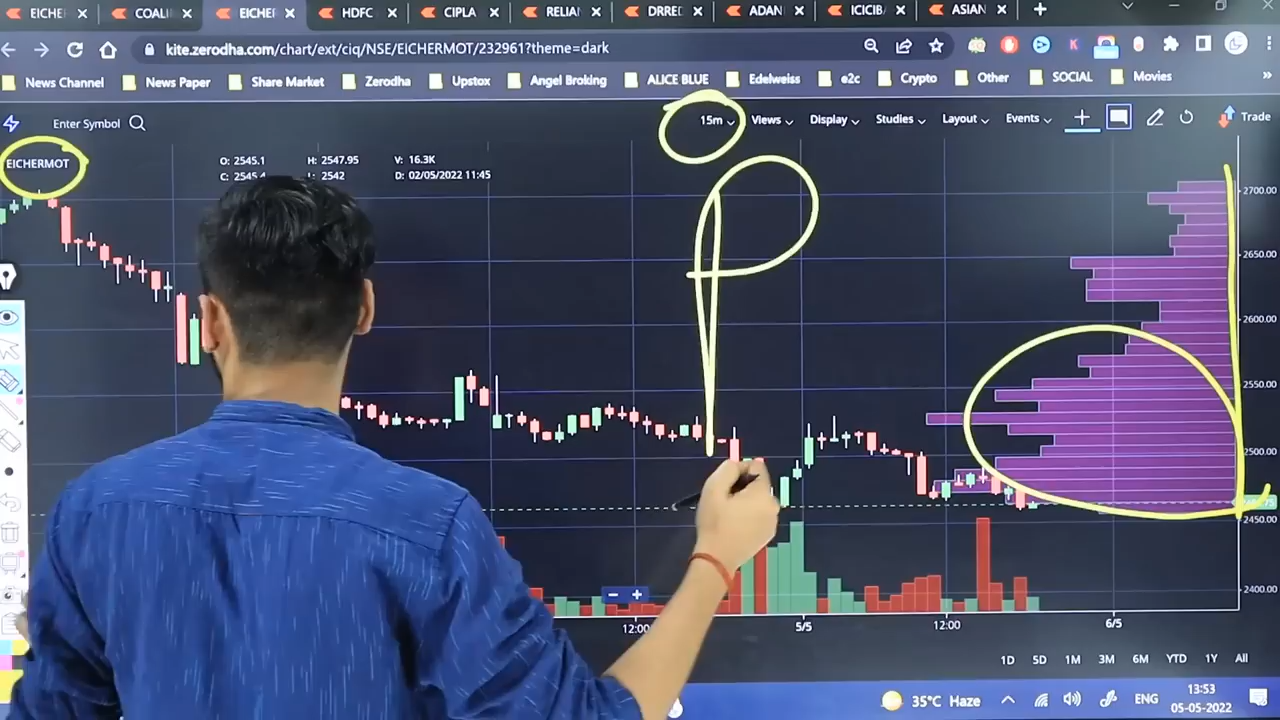 EICHE COALI EICHE HDFC CIPLA RELIA DRRED ADAN ICICIB ASIAN
kite.zerodha.com/chart/ext/ciq/NSE/EICHERMOT/232961?theme=dark
News Channel News Paper Share Market Zerodha Upstox Angel Broking ALICE BLUE Edelweiss e2c Crypto Other SOCIAL Movies »
Enter Symbol 15m Views Display Studies Layout Events Trade
EICHERMOT
O: 2545.1 H: 2547.95 V: 16.3K
C: 2545.4 L: 2542 D: 02/05/2022 11:45
P
2700.00
2650.00
2600.00
2550.00
2500.00
2450.00
2400.00
12:00 5/5 12:00 6/5
1D 5D 1M 3M 6M YTD 1Y All
35°C Haze ENG 13:53
05-05-2022